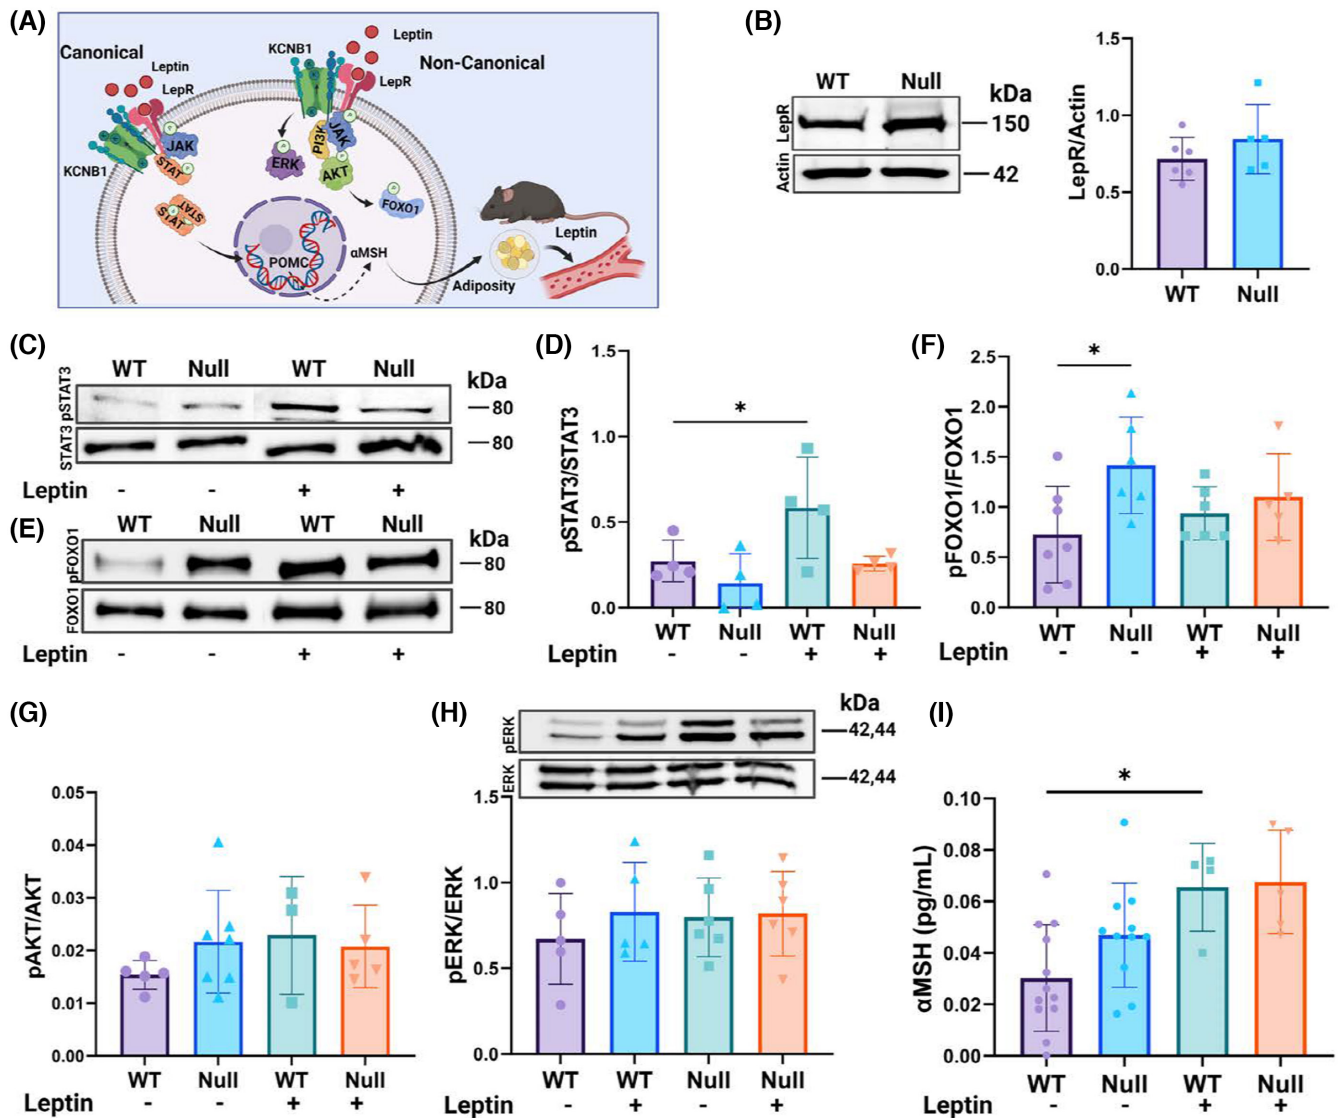 (A)
Canonical
Leptin
LepR
KCNB1
JAK
STAT
STAT
STAT
KCNB1
Leptin
LepR
Non-Canonical
JAK
PI3K
ERK
AKT
FOXO1
POMC
αMSH
Adiposity
Leptin
(B)
WT Null
kDa
LepR
150
Actin
42
LepR/Actin
1.5
1.0
0.5
0.0
WT Null
(C)
WT Null WT Null
kDa
pSTAT3
80
STAT3
80
Leptin - - + +
(D)
pSTAT3/STAT3
1.5
1.0
0.5
0.0
*
WT Null WT Null
Leptin - - + +
(E)
WT Null WT Null
kDa
pFOXO1
80
FOXO1
80
Leptin - - + +
(F)
pFOXO1/FOXO1
2.5
2.0
1.5
1.0
0.5
0.0
*
WT Null WT Null
Leptin - - + +
(G)
pAKT/AKT
0.05
0.04
0.03
0.02
0.01
0.00
WT Null WT Null
Leptin - - + +
(H)
kDa
pERK
42,44
ERK
42,44
pERK/ERK
1.5
1.0
0.5
0.0
WT WT Null Null
Leptin - + - +
(I)
αMSH (pg/mL)
0.10
0.08
0.06
0.04
0.02
0.00
*
WT Null WT Null
Leptin - - + +